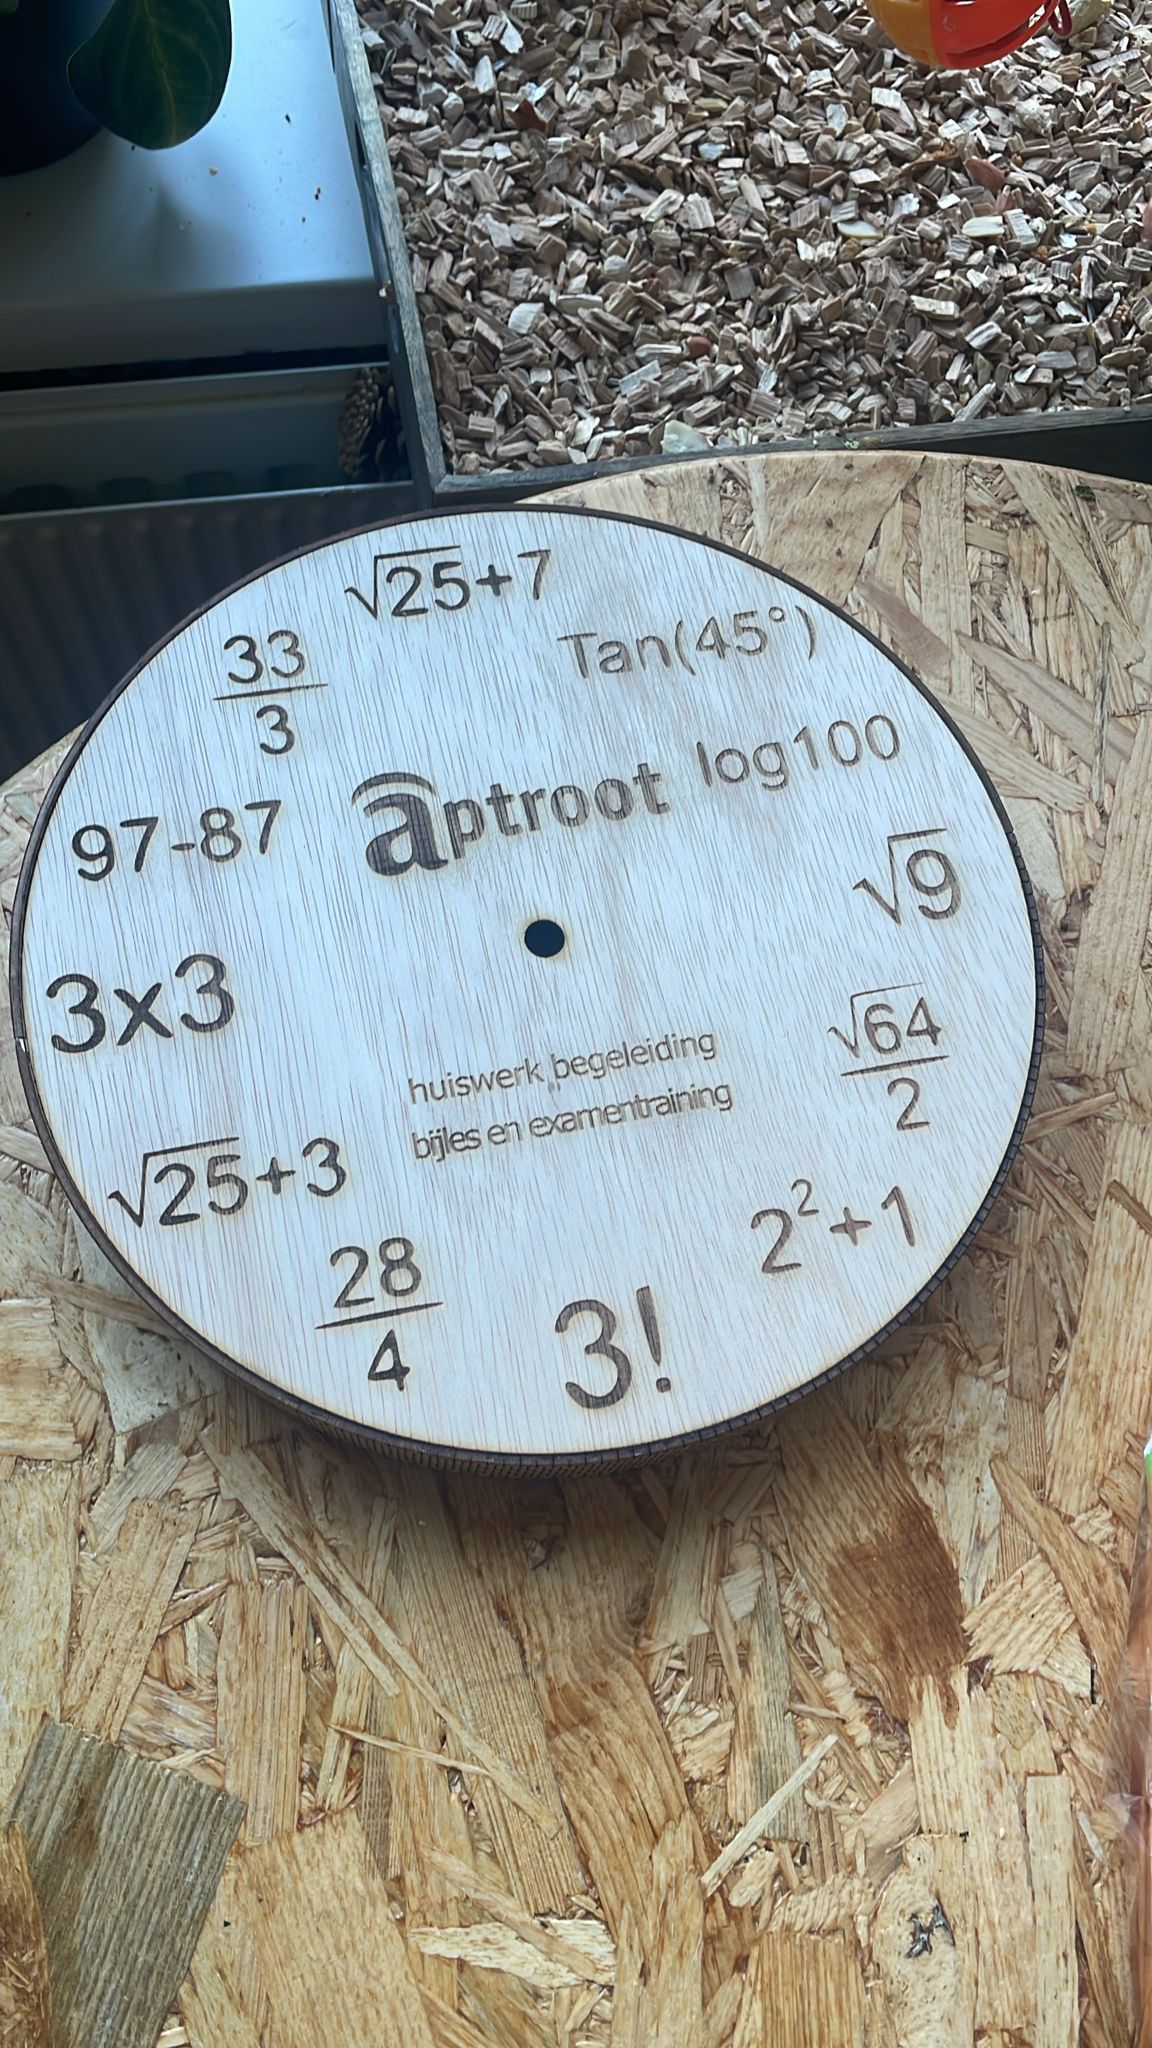 √25+7
Tan(45°)
log100
√9
√64
2
2²+1
3!
28
4
√25+3
3x3
97-87
33
3
aptroot
huiswerk begeleiding
bijles en examentraining